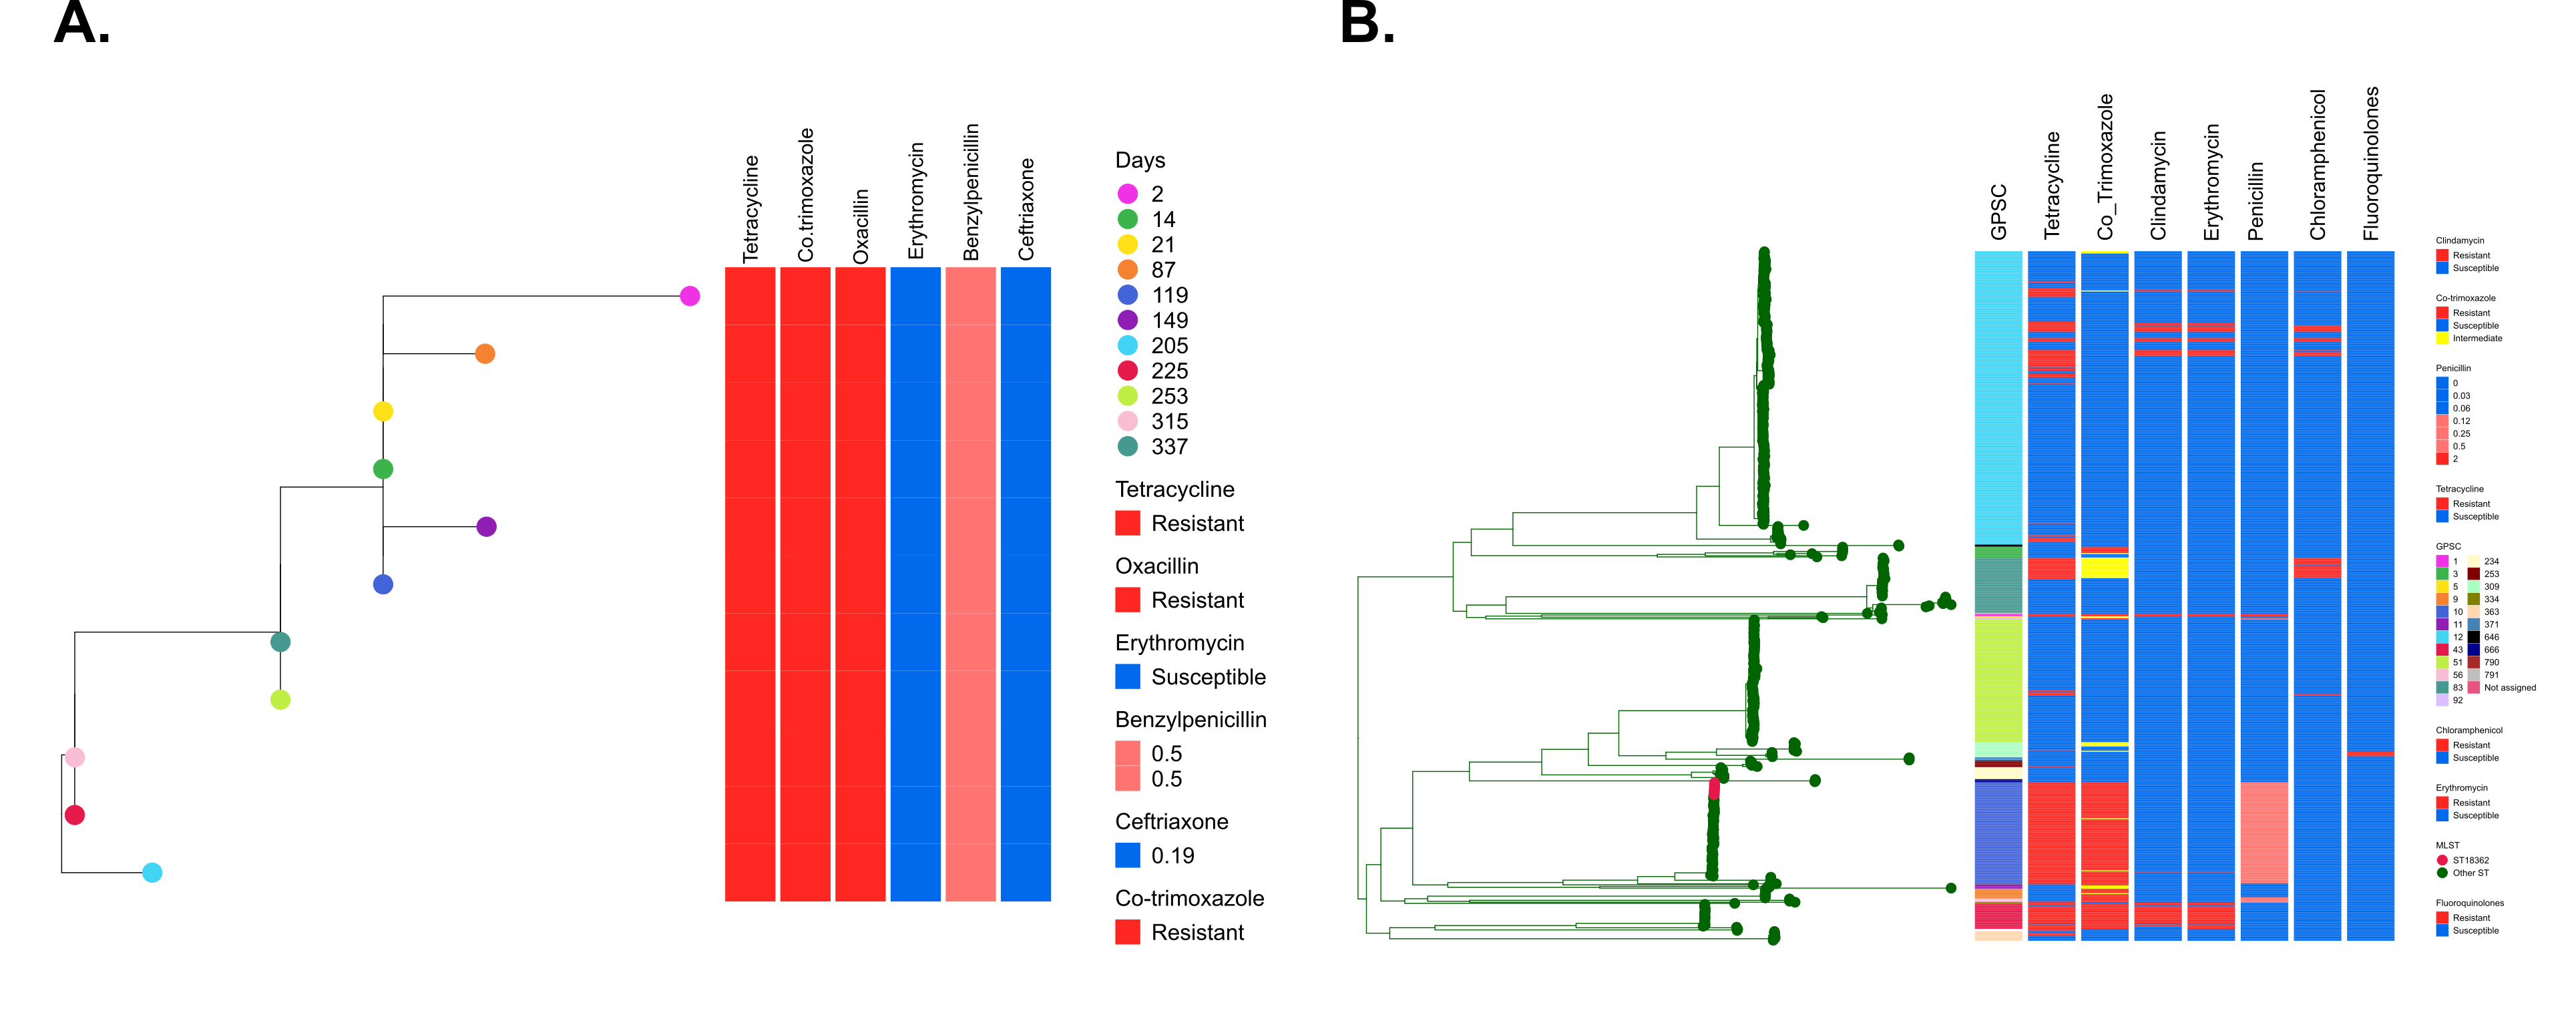 A.
Tetracycline
Co.trimoxazole
Oxacillin
Erythromycin
Benzylpenicillin
Ceftriaxone
Days
2
14
21
87
119
149
205
225
253
315
337
Tetracycline
Resistant
Oxacillin
Resistant
Erythromycin
Susceptible
Benzylpenicillin
0.5
0.5
Ceftriaxone
0.19
Co-trimoxazole
Resistant
B.
GPSC
Tetracycline
Co_Trimoxazole
Clindamycin
Erythromycin
Penicillin
Chloramphenicol
Fluoroquinolones
Clindamycin
Resistant
Susceptible
Co-trimoxazole
Resistant
Susceptible
Intermediate
Penicillin
0
0.03
0.06
0.12
0.25
0.5
2
Tetracycline
Resistant
Susceptible
GPSC
1 234
3 253
5 309
9 334
10 363
11 371
12 646
43 666
51 790
56 791
83 Not assigned
92
Chloramphenicol
Resistant
Susceptible
Erythromycin
Resistant
Susceptible
MLST
ST18362
Other ST
Fluoroquinolones
Resistant
Susceptible